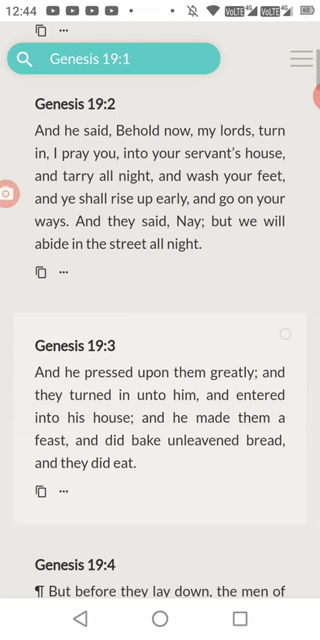 12:44
Genesis 19:1
Genesis 19:2
And he said, Behold now, my lords, turn
in, I pray you, into your servant’s house,
and tarry all night, and wash your feet,
and ye shall rise up early, and go on your
ways. And they said, Nay; but we will
abide in the street all night.
Genesis 19:3
And he pressed upon them greatly; and
they turned in unto him, and entered
into his house; and he made them a
feast, and did bake unleavened bread,
and they did eat.
Genesis 19:4
¶ But before they lay down, the men of